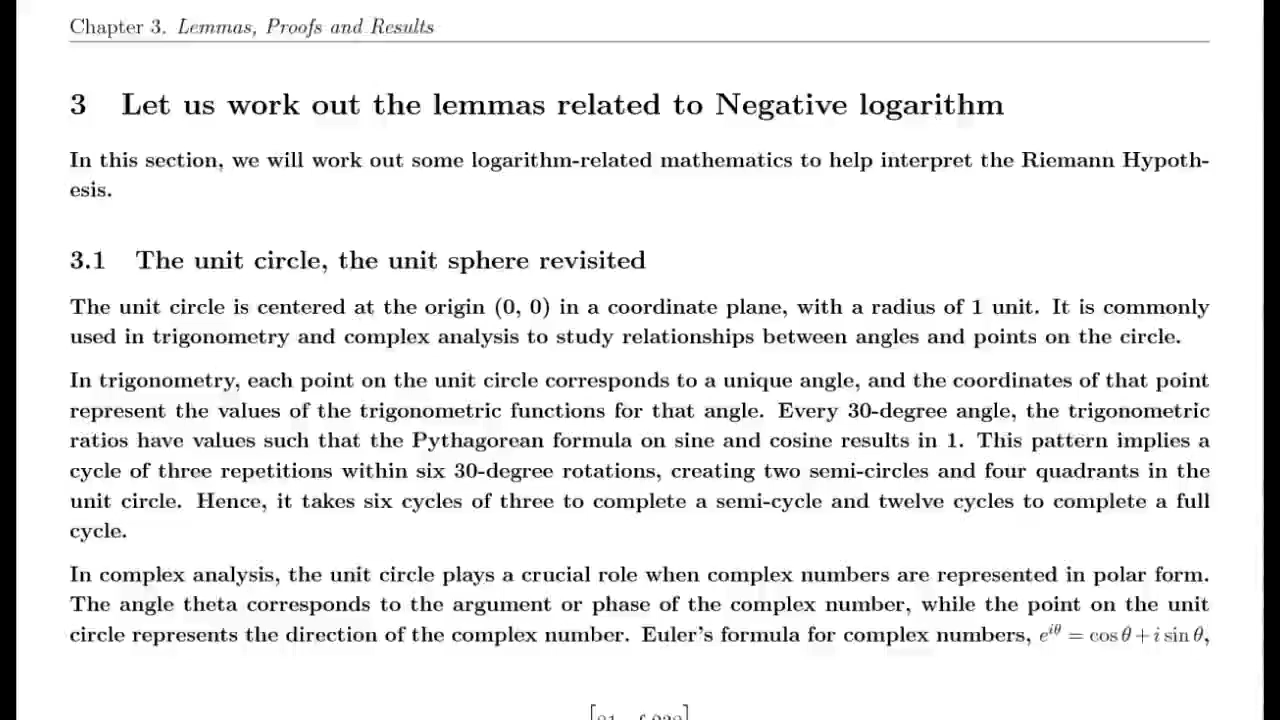 Chapter 3. Lemmas, Proofs and Results
3 Let us work out the lemmas related to Negative logarithm
In this section, we will work out some logarithm-related mathematics to help interpret the Riemann Hypoth-
esis.
3.1 The unit circle, the unit sphere revisited
The unit circle is centered at the origin (0, 0) in a coordinate plane, with a radius of 1 unit. It is commonly
used in trigonometry and complex analysis to study relationships between angles and points on the circle.
In trigonometry, each point on the unit circle corresponds to a unique angle, and the coordinates of that point
represent the values of the trigonometric functions for that angle. Every 30-degree angle, the trigonometric
ratios have values such that the Pythagorean formula on sine and cosine results in 1. This pattern implies a
cycle of three repetitions within six 30-degree rotations, creating two semi-circles and four quadrants in the
unit circle. Hence, it takes six cycles of three to complete a semi-cycle and twelve cycles to complete a full
cycle.
In complex analysis, the unit circle plays a crucial role when complex numbers are represented in polar form.
The angle theta corresponds to the argument or phase of the complex number, while the point on the unit
circle represents the direction of the complex number. Euler's formula for complex numbers, e^{iθ} = cos θ + i sin θ,